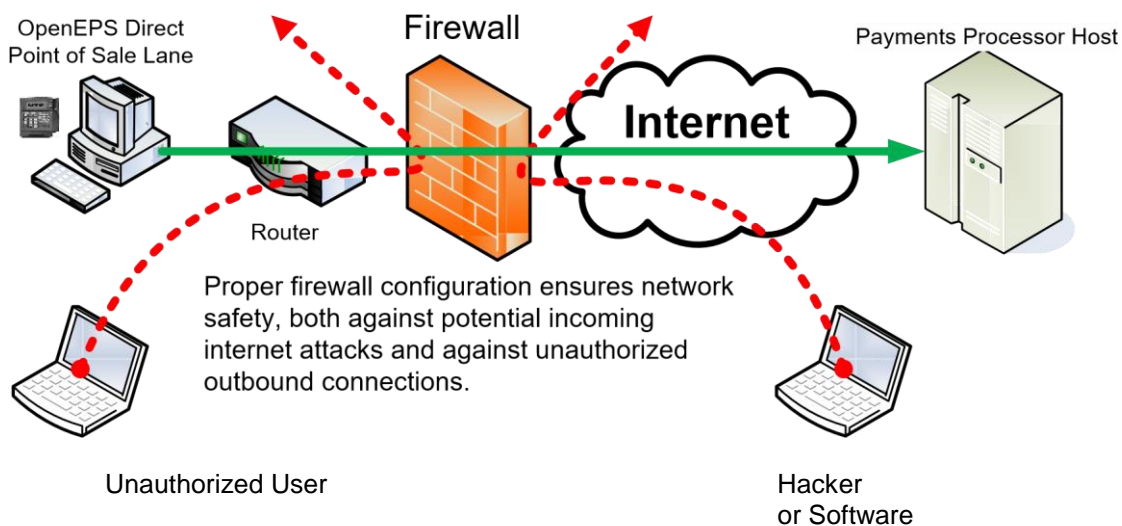 OpenEPS Direct
Point of Sale Lane
Firewall
Payments Processor Host
Internet
Router
Proper firewall configuration ensures network
safety, both against potential incoming
internet attacks and against unauthorized
outbound connections.
Unauthorized User
Hacker
or Software